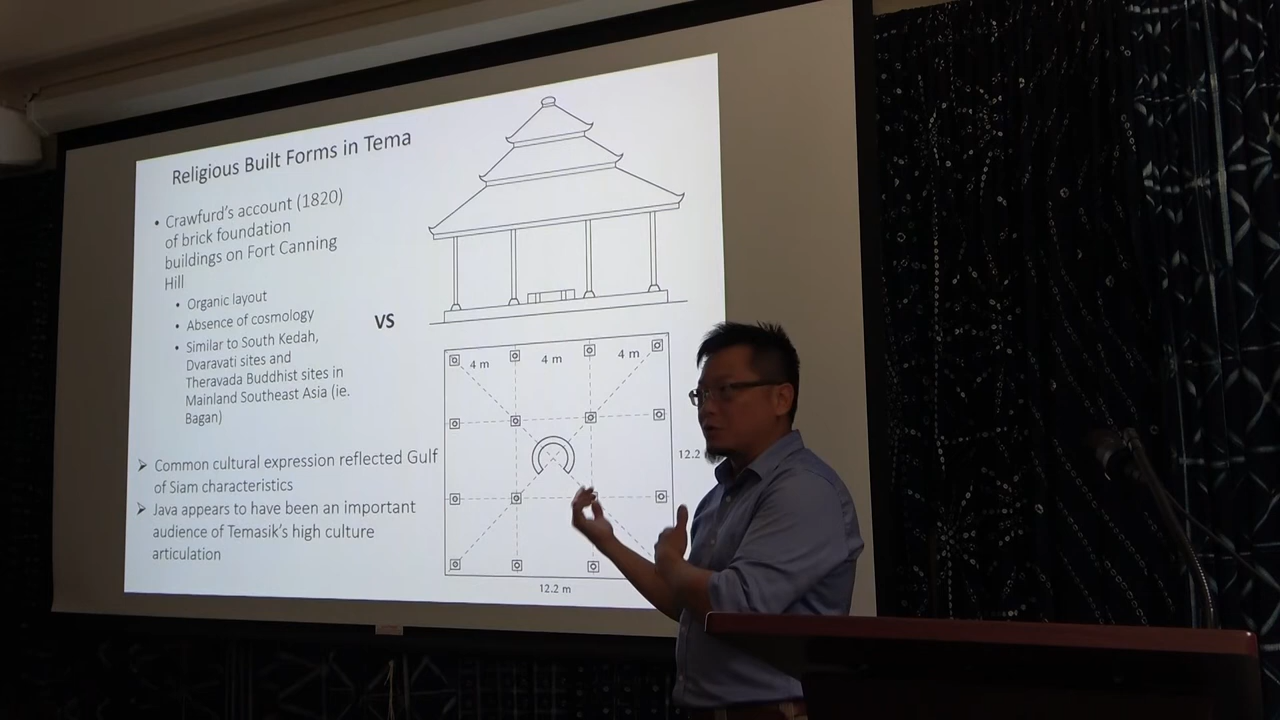 Religious Built Forms in Tema
• Crawfurd's account (1820)
of brick foundation
buildings on Fort Canning
Hill
• Organic layout
• Absence of cosmology
• Similar to South Kedah,
Dvaravati sites and
Theravada Buddhist sites in
Mainland Southeast Asia (ie.
Bagan)
➢ Common cultural expression reflected Gulf
of Siam characteristics
➢ Java appears to have been an important
audience of Temasik's high culture
articulation
VS
4 m
4 m
4 m
12.2
12.2 m